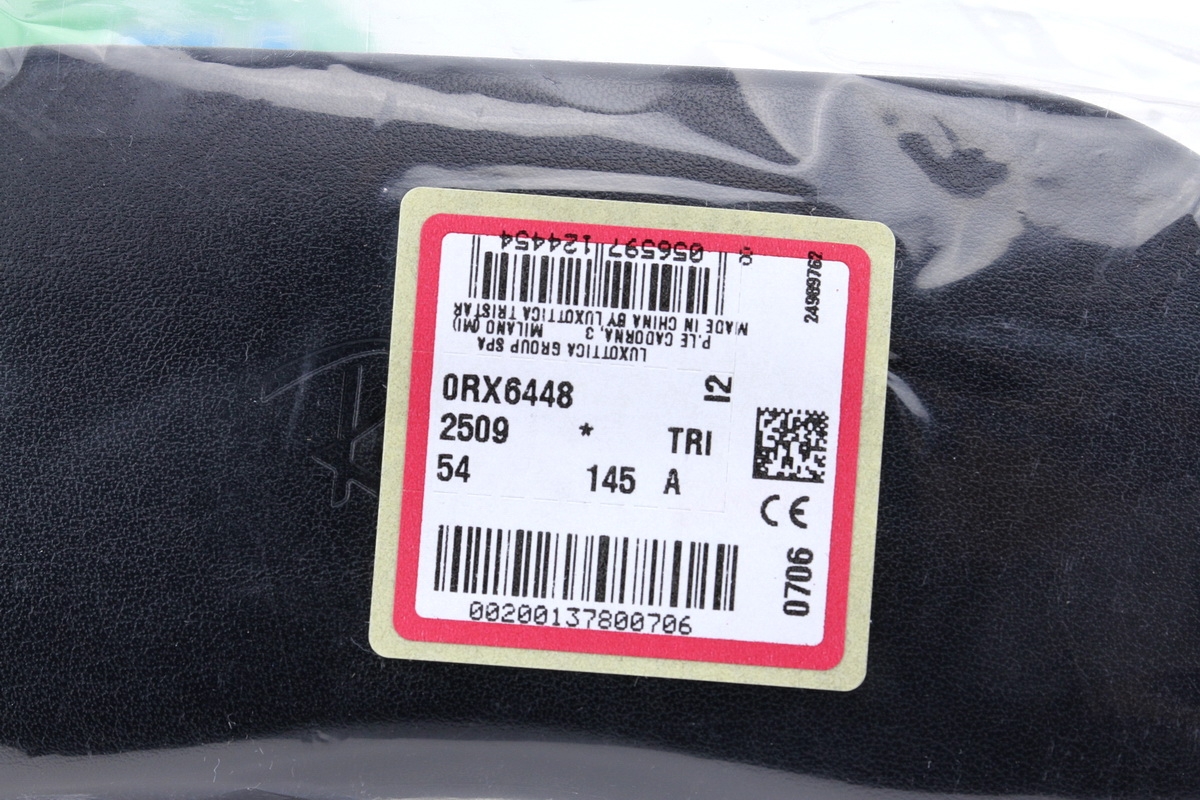 056597 124454
MADE IN CHINA BY LUXOTTICA TRISTAR
P.LE CADORNA, 3 MILANO (MI)
LUXOTTICA GROUP SPA
0RX6448
12
2509 * TRI
54 145 A
00200137800706
24989762
CE
0706